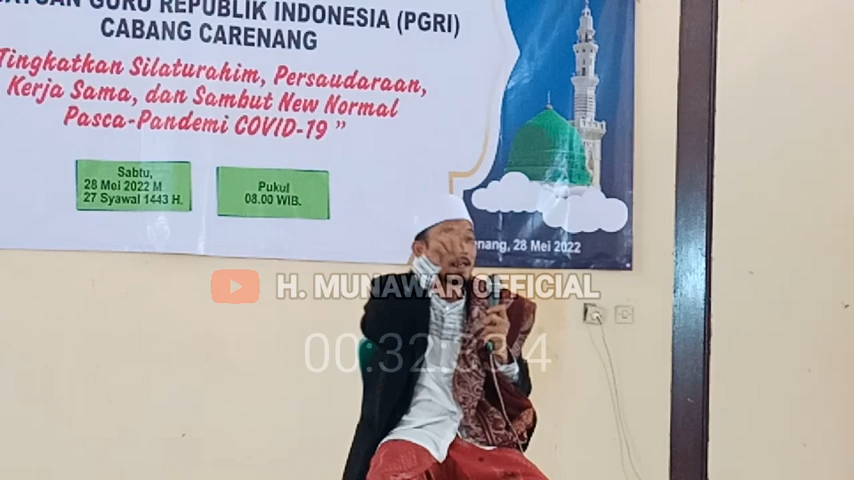 GURU REPUBLIK INDONESIA (PGRI)
CABANG CARENANG
Tingkatkan Silaturahim, Persaudaraan,
Kerja Sama, dan Sambut New Normal
Pasca-Pandemi COVID-19 ”
Sabtu,
28 Mei 2022 M
27 Syawal 1443 H.
Pukul
08.00 WIB.
28 Mei 2022
H. MUNAWAR OFFICIAL